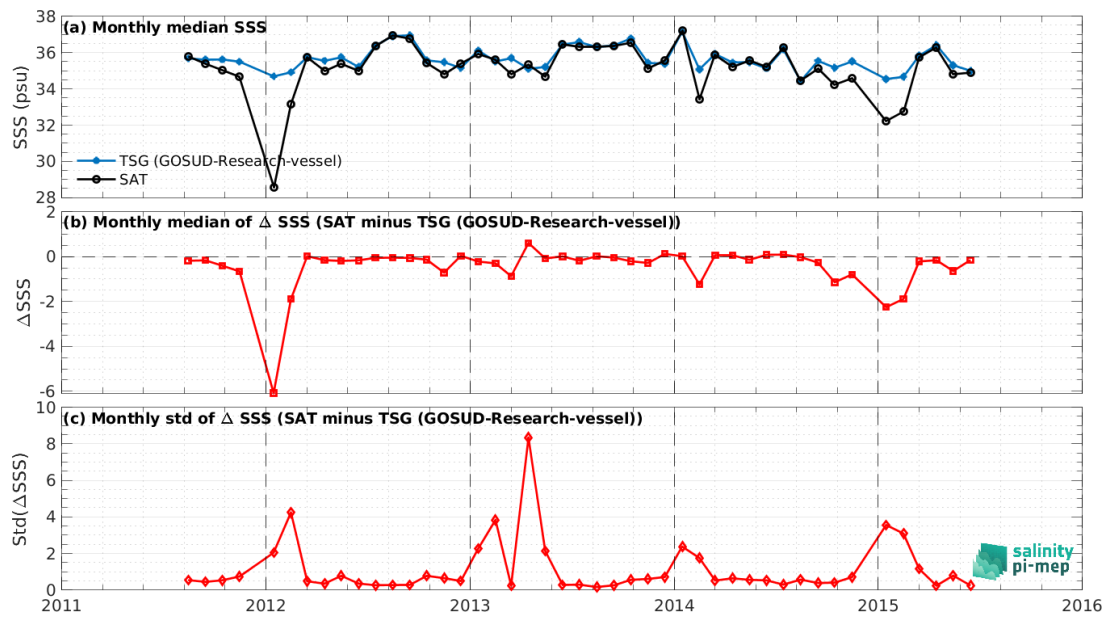 (a) Monthly median SSS
SSS (psu)
38
36
34
32
30
28
TSG (GOSUD-Research-vessel)
SAT
(b) Monthly median of Δ SSS (SAT minus TSG (GOSUD-Research-vessel))
ΔSSS
2
0
-2
-4
-6
(c) Monthly std of Δ SSS (SAT minus TSG (GOSUD-Research-vessel))
Std(ΔSSS)
10
8
6
4
2
0
salinity
pi-mep
2011 2012 2013 2014 2015 2016